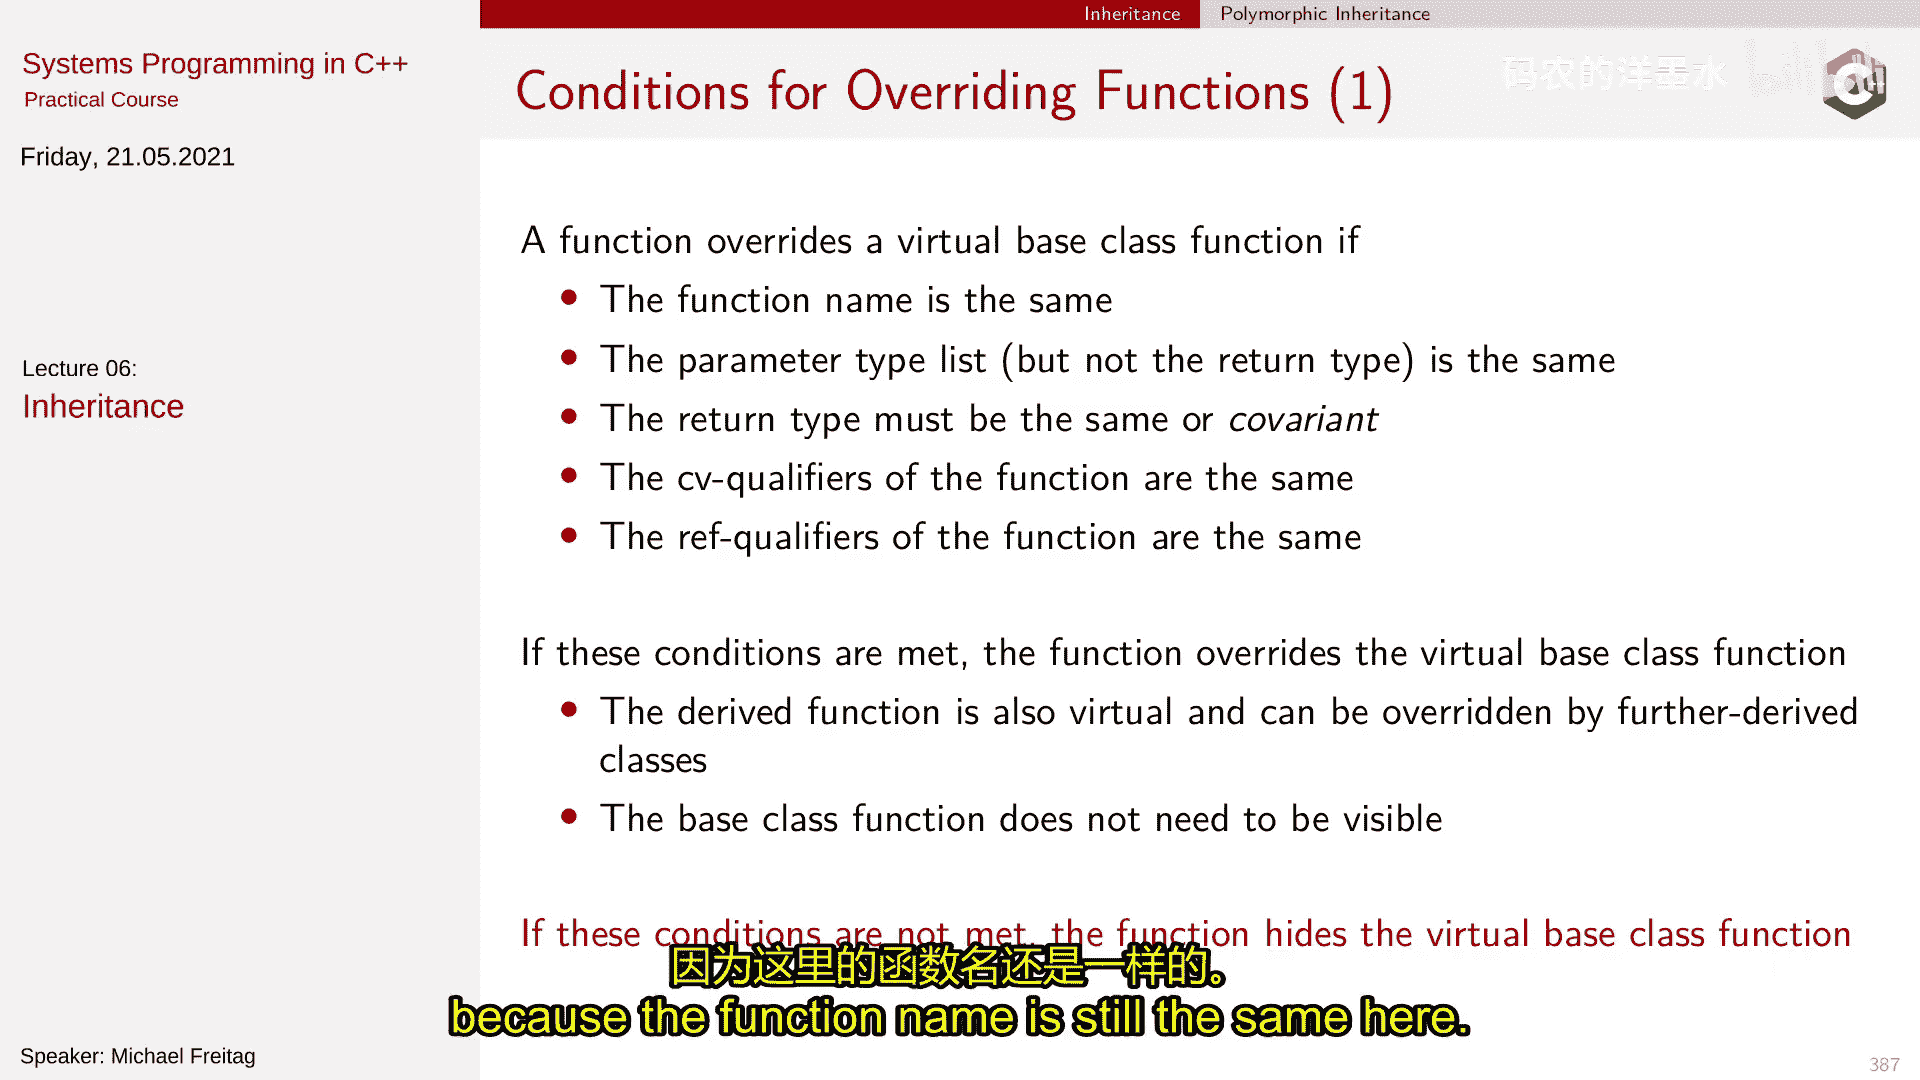 Inheritance
Polymorphic Inheritance
Systems Programming in C++
Practical Course
Friday, 21.05.2021
Lecture 06:
Inheritance
Conditions for Overriding Functions (1)
码农的洋墨水
A function overrides a virtual base class function if
• The function name is the same
• The parameter type list (but not the return type) is the same
• The return type must be the same or covariant
• The cv-qualifiers of the function are the same
• The ref-qualifiers of the function are the same
If these conditions are met, the function overrides the virtual base class function
• The derived function is also virtual and can be overridden by further-derived
classes
• The base class function does not need to be visible
If these conditions are not met, the function hides the virtual base class function
因为这里的函数名还是一样的。
because the function name is still the same here.
Speaker: Michael Freitag
387